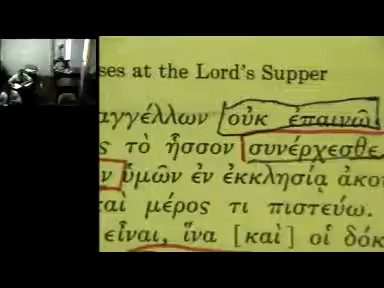 ses at the Lord's Supper
αγγέλλων οὐκ ἐπαινῶ
ς τὸ ἧσσον συνέρχεσθε
ν ὑμῶν ἐν ἐκκλησίᾳ ἀκο
καὶ μέρος τι πιστεύω.
εἶναι, ἵνα [καὶ] οἱ δόκ